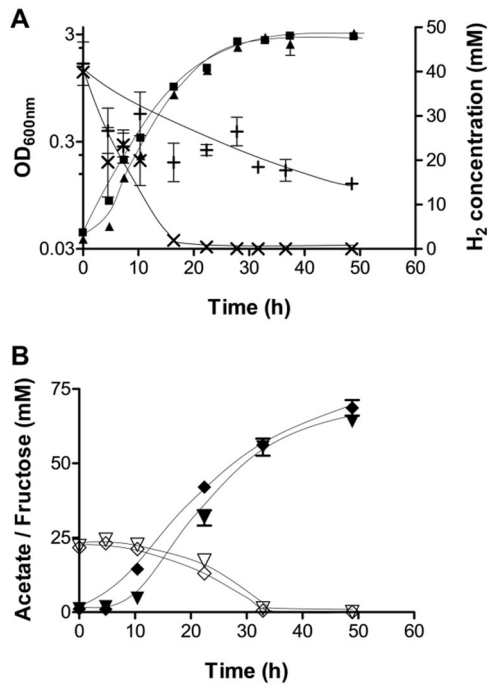 A
3
0.3
0.03
OD600nm
50
40
30
20
10
0
H2 concentration (mM)
0 10 20 30 40 50 60
Time (h)
B
75
50
25
0
Acetate / Fructose (mM)
0 10 20 30 40 50 60
Time (h)